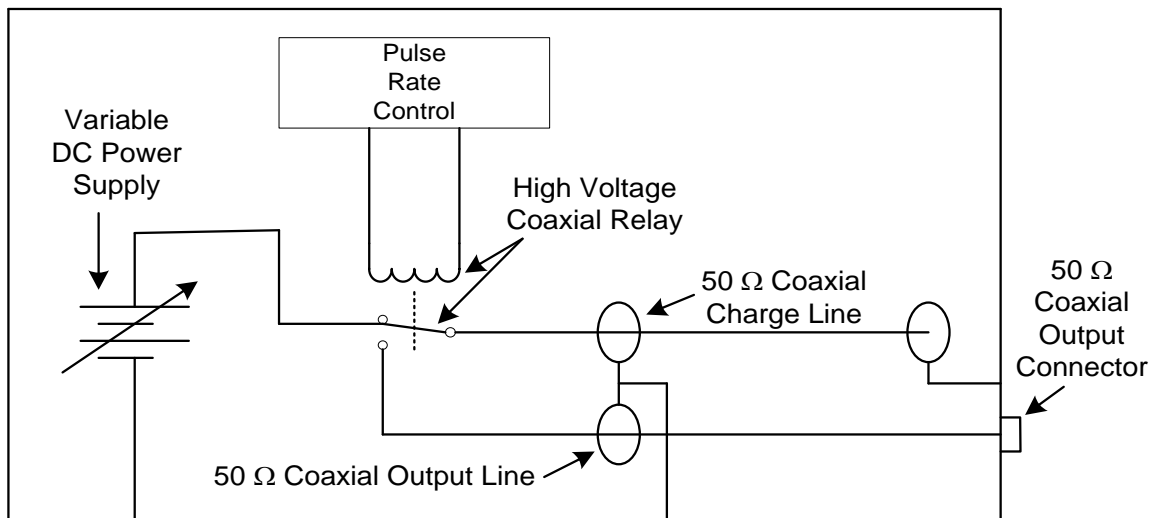 Pulse
Rate
Control
Variable
DC Power
Supply
High Voltage
Coaxial Relay
50 Ω Coaxial
Charge Line
50 Ω
Coaxial
Output
Connector
50 Ω Coaxial Output Line